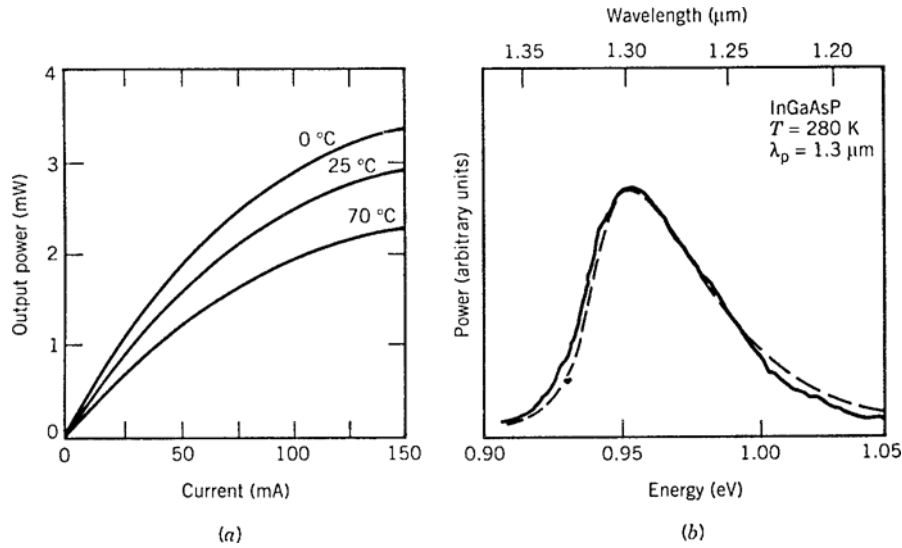 Wavelength (μm)
1.35 1.30 1.25 1.20
4
3
2
1
0
Output power (mW)
0 °C
25 °C
70 °C
0 50 100 150
Current (mA)
(a)
InGaAsP
T = 280 K
λp = 1.3 μm
Power (arbitrary units)
0.90 0.95 1.00 1.05
Energy (eV)
(b)